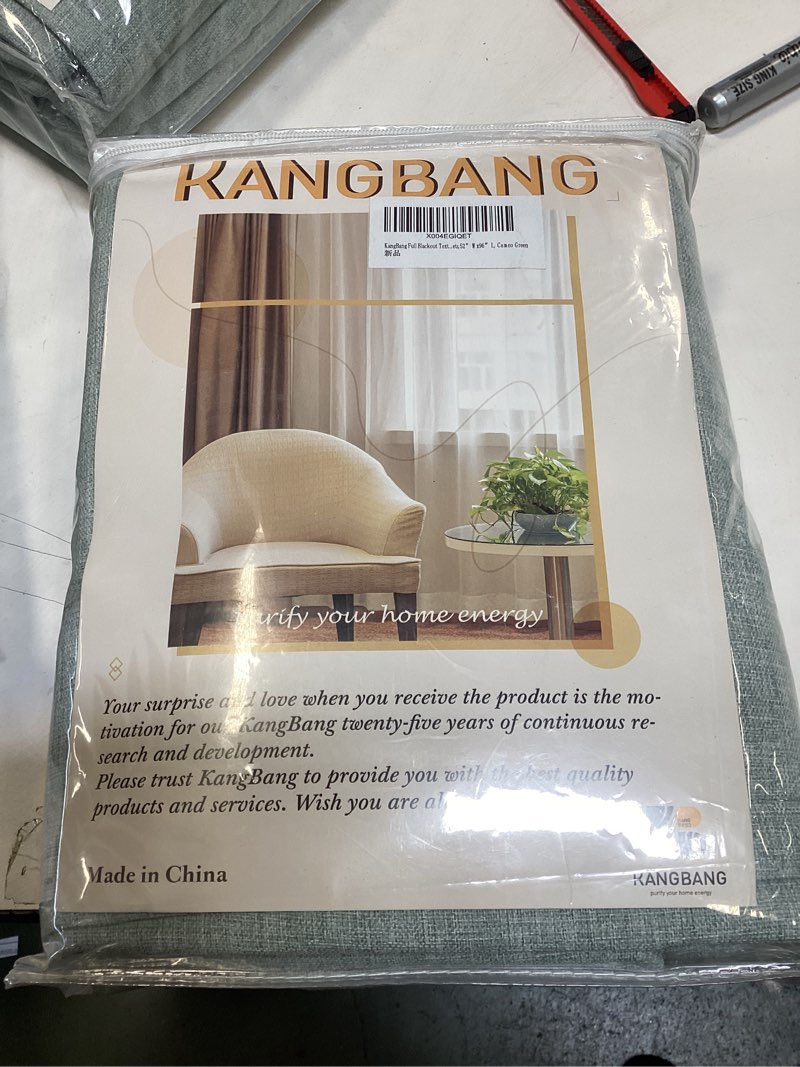 KING SIZE
KANGBANG
X004EGIQET
KangBang Full Blackout Text...ets,52" W x96" L, Cameo Green
新品
Purify your home energy
Your surprise and love when you receive the product is the mo-
tivation for our KangBang twenty-five years of continuous re-
search and development.
Please trust KangBang to provide you with the best quality
products and services. Wish you are
Made in China
KANGBANG
purify your home energy